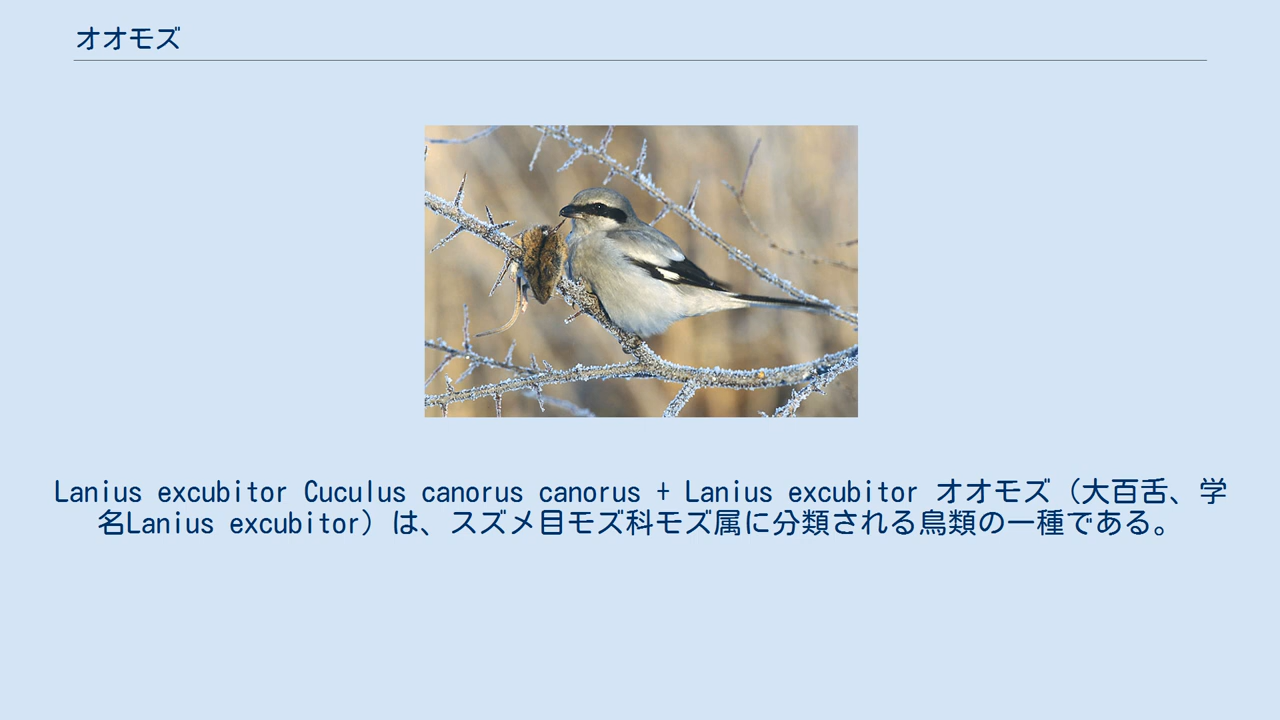 オオモズ
Lanius excubitor Cuculus canorus canorus + Lanius excubitor オオモズ（大百舌、学
名Lanius excubitor）は、スズメ目モズ科モズ属に分類される鳥類の一種である。